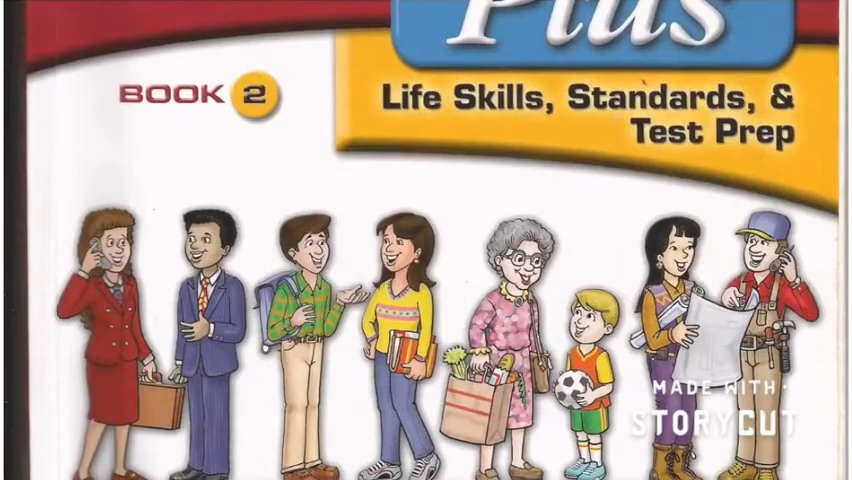 Plus
BOOK 2
Life Skills, Standards, &
Test Prep
MADE WITH
STORYCUT